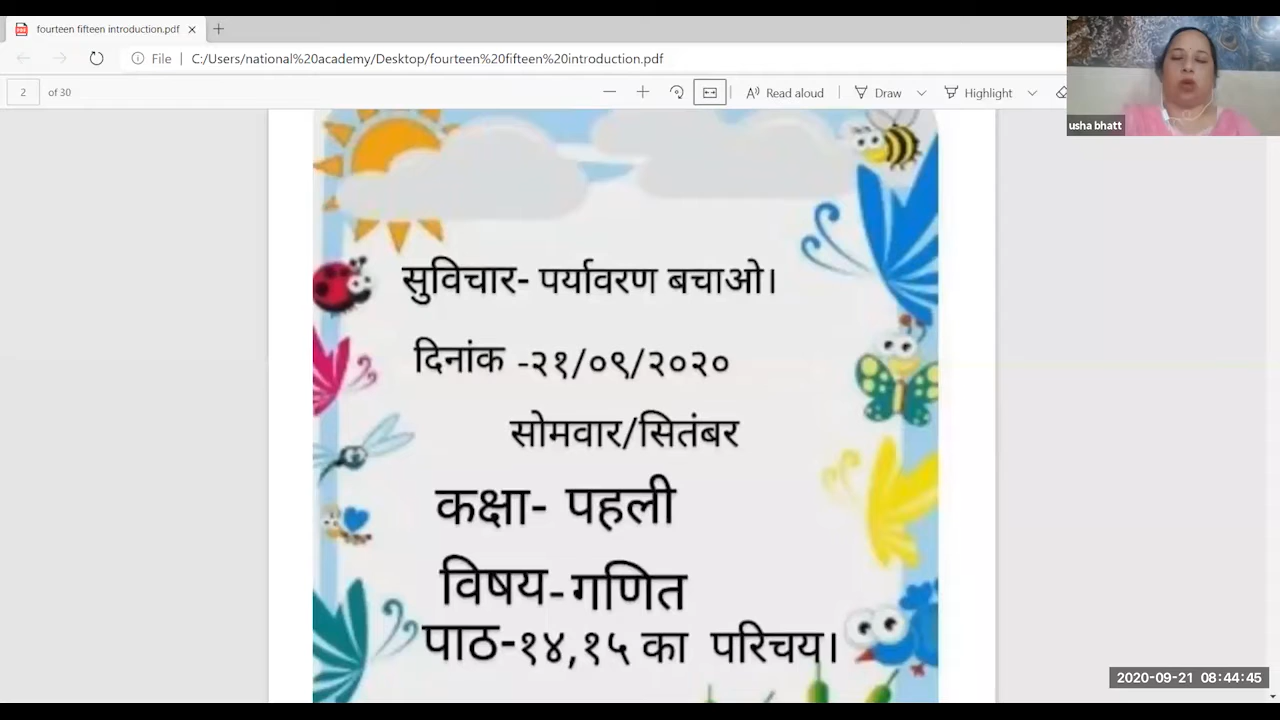 fourteen fifteen introduction.pdf
File
C:/Users/national%20academy/Desktop/fourteen%20fifteen%20introduction.pdf
2 of 30
Read aloud
Draw
Highlight
usha bhatt
सुविचार- पर्यावरण बचाओ।
दिनांक -२१/०९/२०२०
सोमवार/सितंबर
कक्षा- पहली
विषय-गणित
पाठ-१४,१५ का परिचय।
2020-09-21 08:44:45